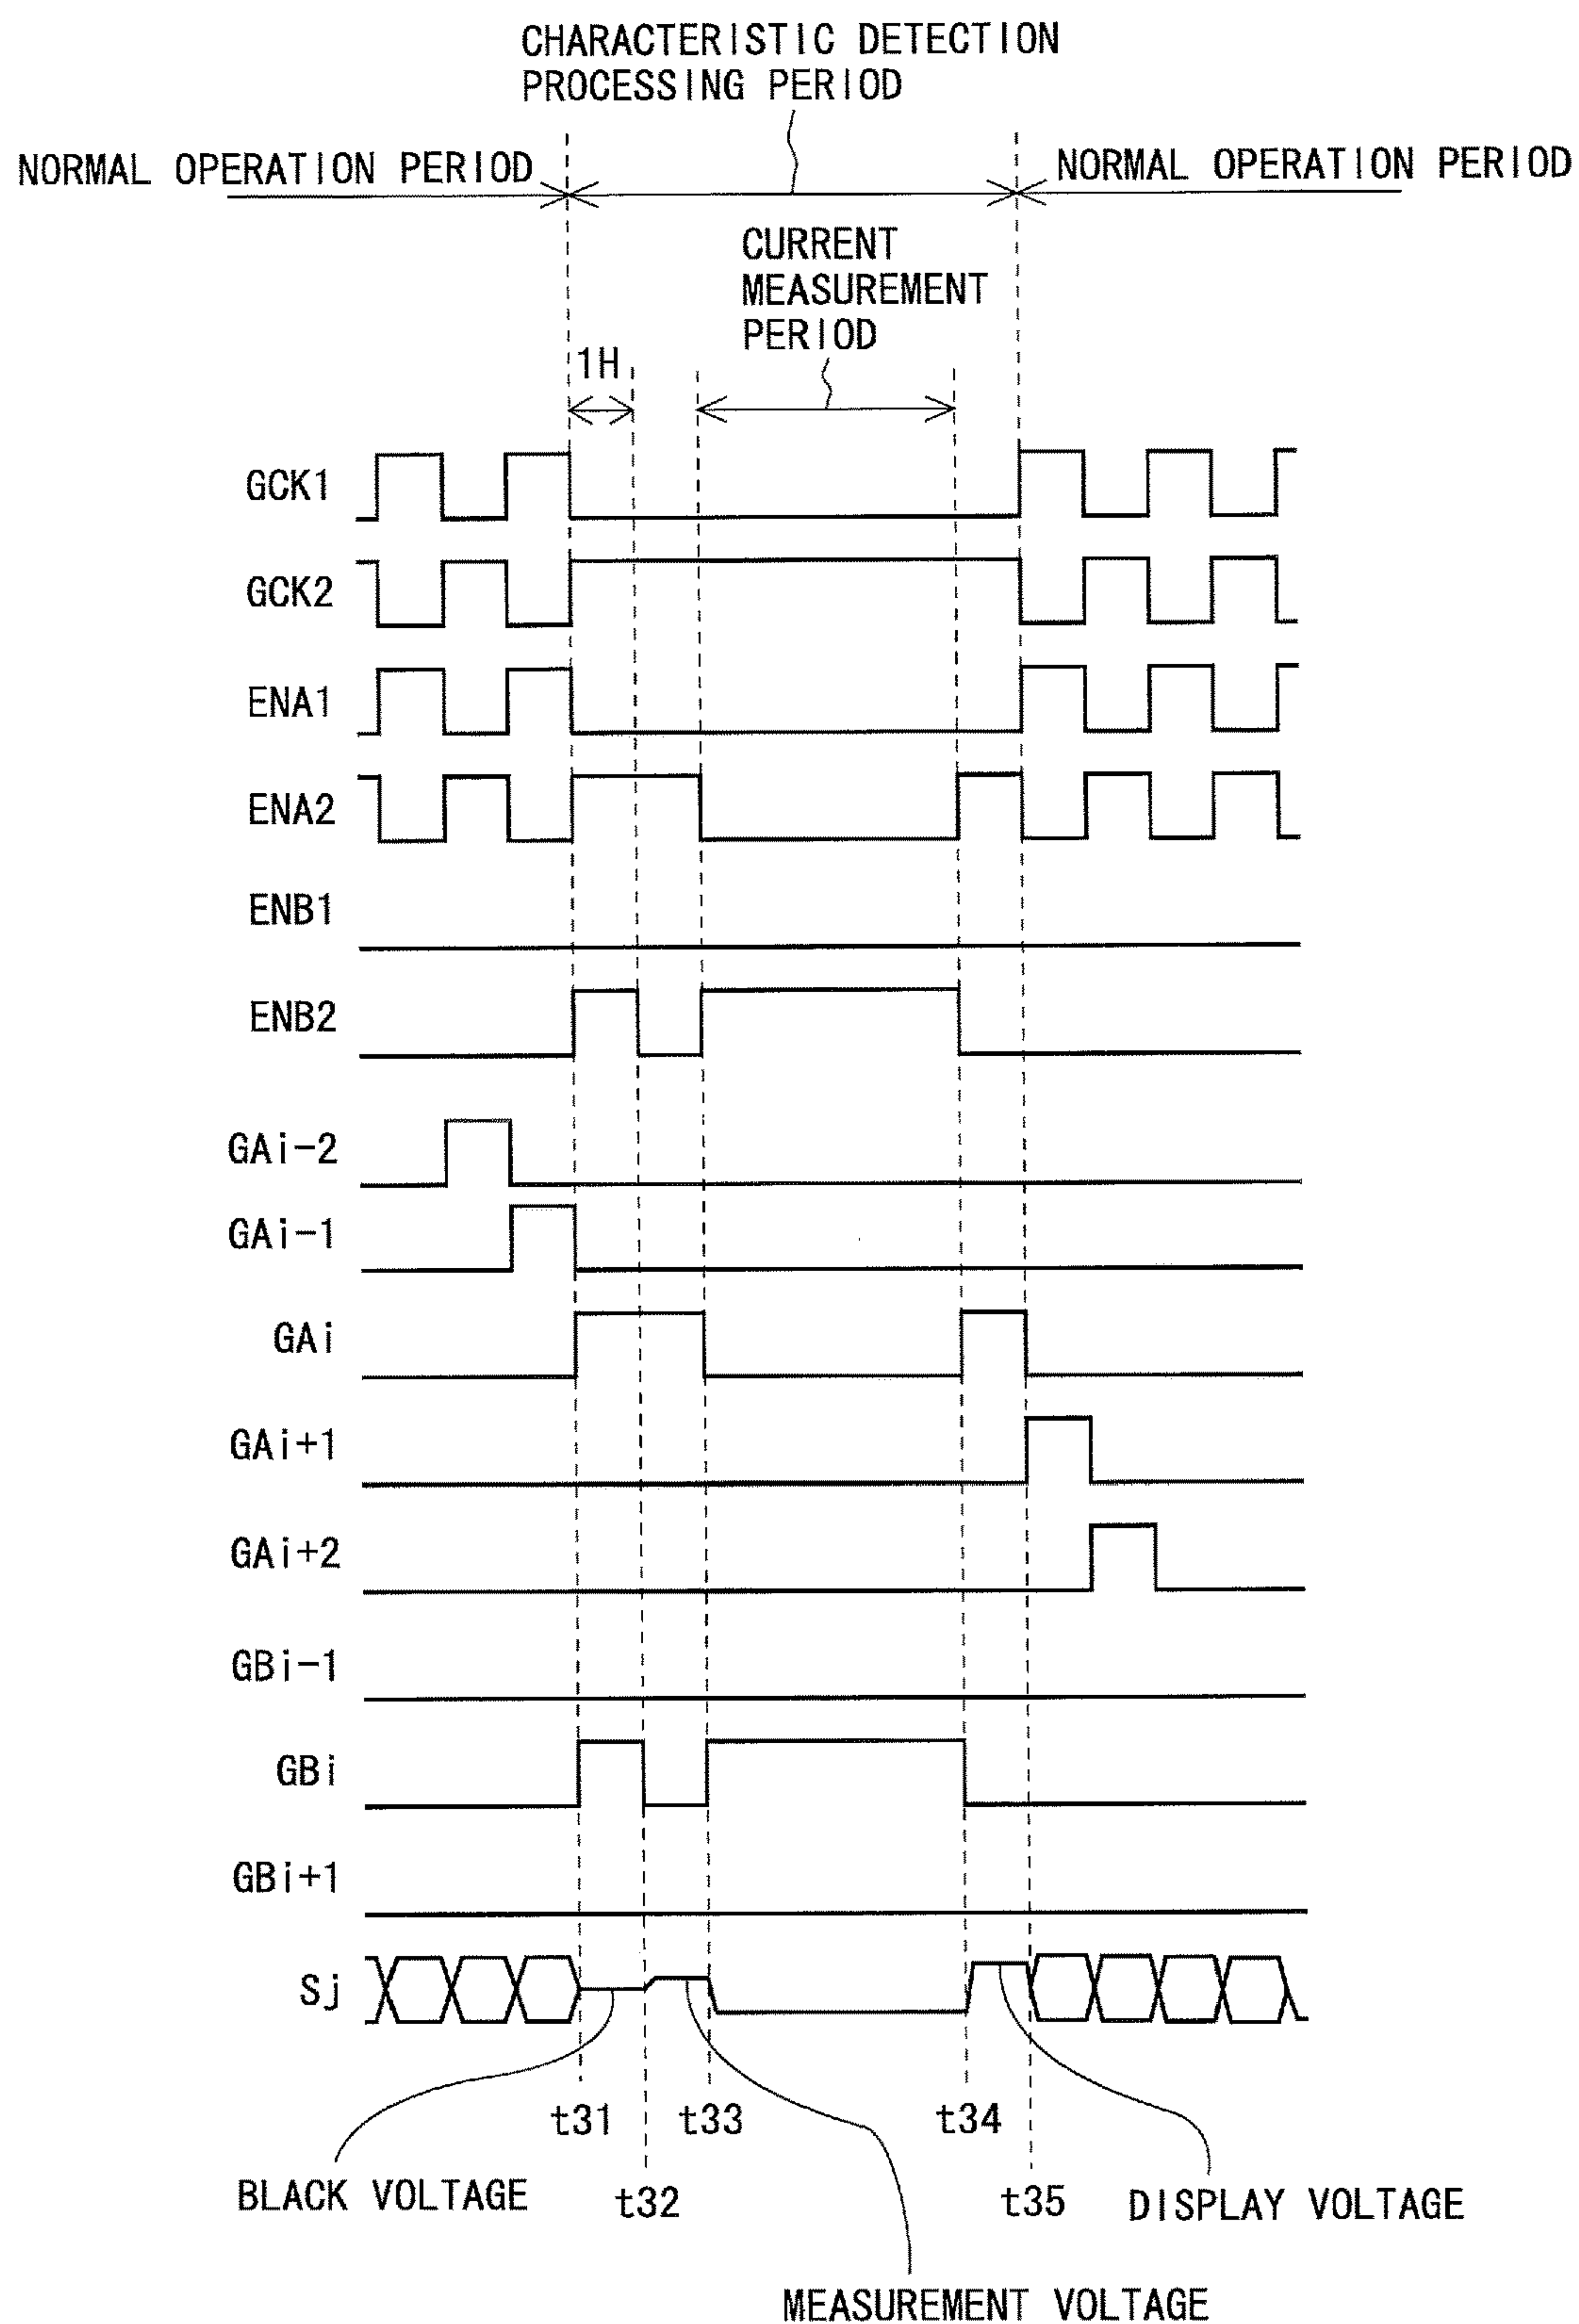 CHARACTERISTIC DETECTION
PROCESSING PERIOD
NORMAL OPERATION PERIOD
NORMAL OPERATION PERIOD
CURRENT
MEASUREMENT
PERIOD
1H
GCK1
GCK2
ENA1
ENA2
ENB1
ENB2
GAi-2
GAi-1
GAi
GAi+1
GAi+2
GBi-1
GBi
GBi+1
Sj
t31
t33
t34
BLACK VOLTAGE
t32
t35
DISPLAY VOLTAGE
MEASUREMENT VOLTAGE